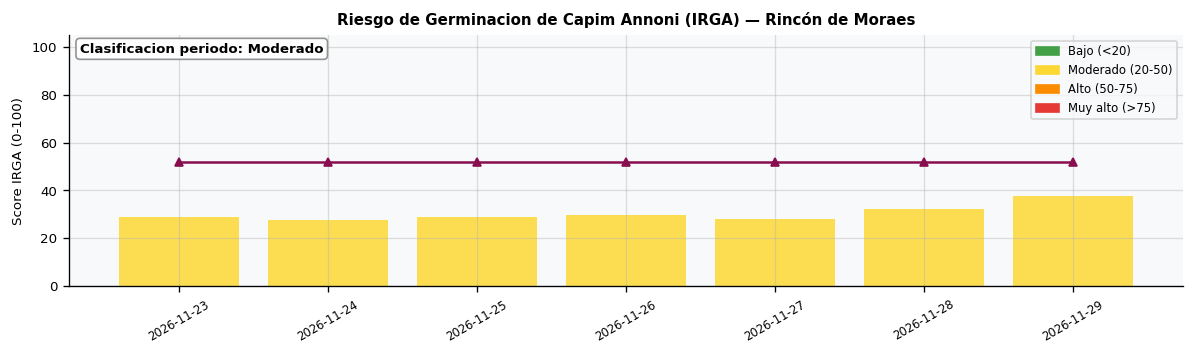 Riesgo de Germinacion de Capim Annoni (IRGA) — Rincón de Moraes
Clasificacion periodo: Moderado
Bajo (<20)
Moderado (20-50)
Alto (50-75)
Muy alto (>75)
Score IRGA (0-100)
100
80
60
40
20
0
2026-11-23
2026-11-24
2026-11-25
2026-11-26
2026-11-27
2026-11-28
2026-11-29